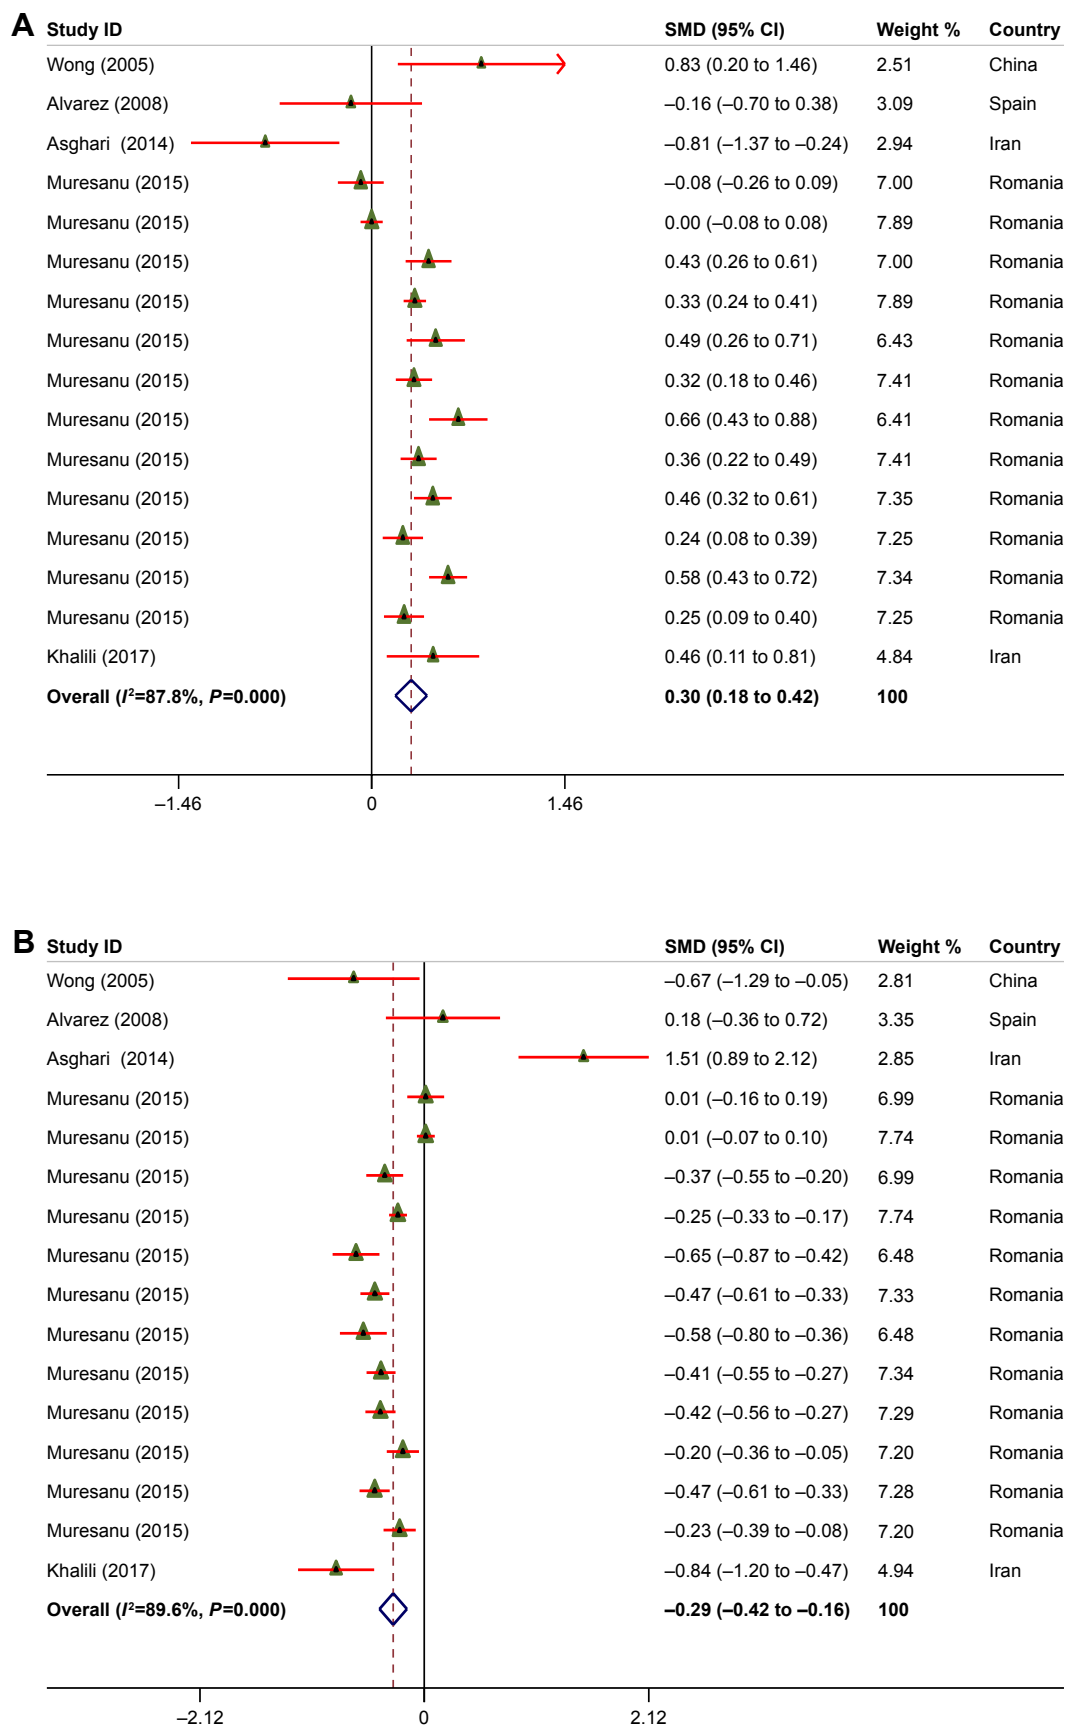 A Study ID SMD (95% CI) Weight % Country
Wong (2005) 0.83 (0.20 to 1.46) 2.51 China
Alvarez (2008) –0.16 (–0.70 to 0.38) 3.09 Spain
Asghari (2014) –0.81 (–1.37 to –0.24) 2.94 Iran
Muresanu (2015) –0.08 (–0.26 to 0.09) 7.00 Romania
Muresanu (2015) 0.00 (–0.08 to 0.08) 7.89 Romania
Muresanu (2015) 0.43 (0.26 to 0.61) 7.00 Romania
Muresanu (2015) 0.33 (0.24 to 0.41) 7.89 Romania
Muresanu (2015) 0.49 (0.26 to 0.71) 6.43 Romania
Muresanu (2015) 0.32 (0.18 to 0.46) 7.41 Romania
Muresanu (2015) 0.66 (0.43 to 0.88) 6.41 Romania
Muresanu (2015) 0.36 (0.22 to 0.49) 7.41 Romania
Muresanu (2015) 0.46 (0.32 to 0.61) 7.35 Romania
Muresanu (2015) 0.24 (0.08 to 0.39) 7.25 Romania
Muresanu (2015) 0.58 (0.43 to 0.72) 7.34 Romania
Muresanu (2015) 0.25 (0.09 to 0.40) 7.25 Romania
Khalili (2017) 0.46 (0.11 to 0.81) 4.84 Iran
Overall (I²=87.8%, P=0.000) 0.30 (0.18 to 0.42) 100
–1.46 0 1.46
B Study ID SMD (95% CI) Weight % Country
Wong (2005) –0.67 (–1.29 to –0.05) 2.81 China
Alvarez (2008) 0.18 (–0.36 to 0.72) 3.35 Spain
Asghari (2014) 1.51 (0.89 to 2.12) 2.85 Iran
Muresanu (2015) 0.01 (–0.16 to 0.19) 6.99 Romania
Muresanu (2015) 0.01 (–0.07 to 0.10) 7.74 Romania
Muresanu (2015) –0.37 (–0.55 to –0.20) 6.99 Romania
Muresanu (2015) –0.25 (–0.33 to –0.17) 7.74 Romania
Muresanu (2015) –0.65 (–0.87 to –0.42) 6.48 Romania
Muresanu (2015) –0.47 (–0.61 to –0.33) 7.33 Romania
Muresanu (2015) –0.58 (–0.80 to –0.36) 6.48 Romania
Muresanu (2015) –0.41 (–0.55 to –0.27) 7.34 Romania
Muresanu (2015) –0.42 (–0.56 to –0.27) 7.29 Romania
Muresanu (2015) –0.20 (–0.36 to –0.05) 7.20 Romania
Muresanu (2015) –0.47 (–0.61 to –0.33) 7.28 Romania
Muresanu (2015) –0.23 (–0.39 to –0.08) 7.20 Romania
Khalili (2017) –0.84 (–1.20 to –0.47) 4.94 Iran
Overall (I²=89.6%, P=0.000) –0.29 (–0.42 to –0.16) 100
–2.12 0 2.12